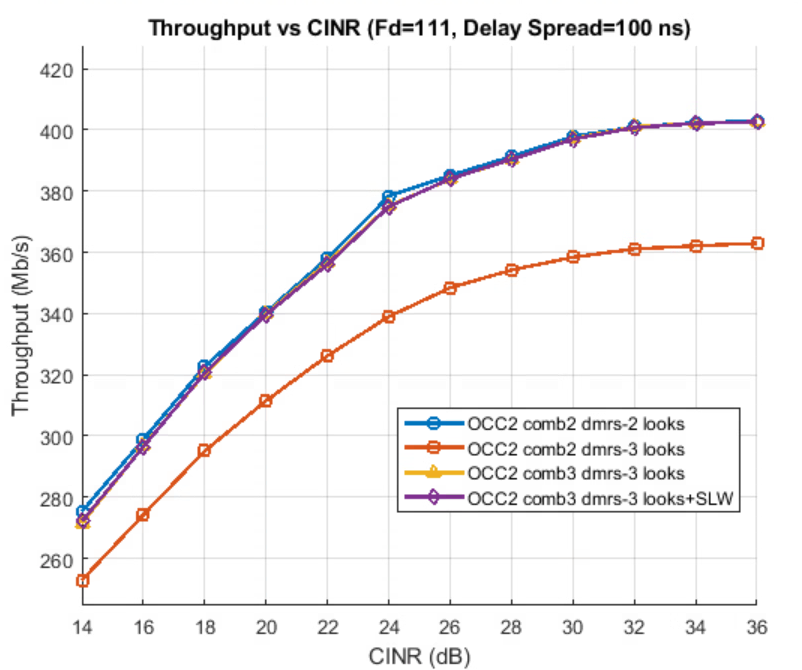 Throughput vs CINR (Fd=111, Delay Spread=100 ns)
Throughput (Mb/s)
420
400
380
360
340
320
300
280
260
OCC2 comb2 dmrs-2 looks
OCC2 comb2 dmrs-3 looks
OCC2 comb3 dmrs-3 looks
OCC2 comb3 dmrs-3 looks+SLW
14 16 18 20 22 24 26 28 30 32 34 36
CINR (dB)